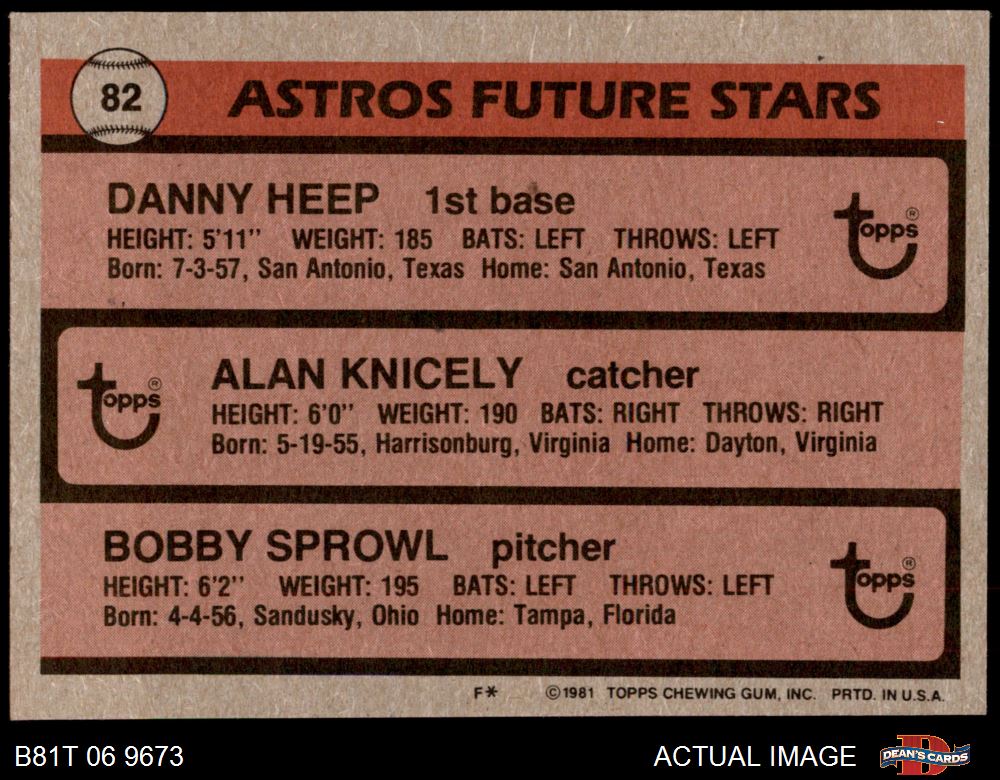 82
ASTROS FUTURE STARS
DANNY HEEP 1st base
HEIGHT: 5'11" WEIGHT: 185 BATS: LEFT THROWS: LEFT
Born: 7-3-57, San Antonio, Texas Home: San Antonio, Texas
topps®
ALAN KNICELY catcher
HEIGHT: 6'0" WEIGHT: 190 BATS: RIGHT THROWS: RIGHT
Born: 5-19-55, Harrisonburg, Virginia Home: Dayton, Virginia
topps®
BOBBY SPROWL pitcher
HEIGHT: 6'2" WEIGHT: 195 BATS: LEFT THROWS: LEFT
Born: 4-4-56, Sandusky, Ohio Home: Tampa, Florida
topps®
F* ©1981 TOPPS CHEWING GUM, INC. PRTD. IN U.S.A.
B81T 06 9673
ACTUAL IMAGE
DEAN'S CARDS